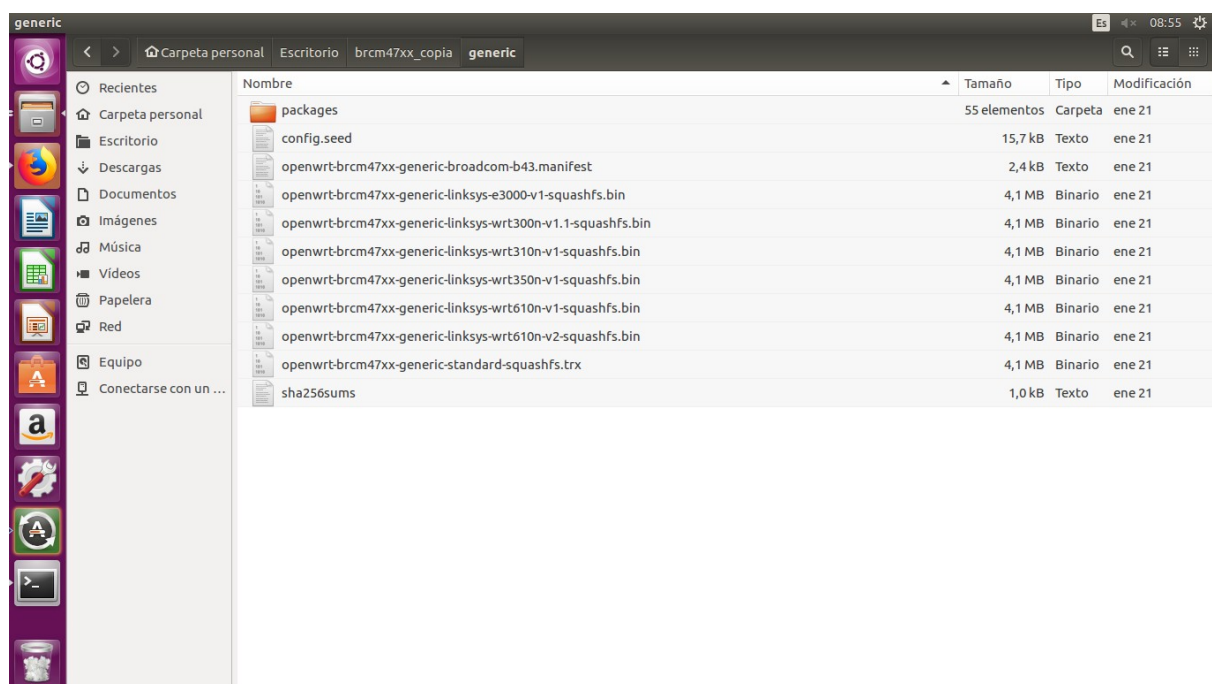 generic
Es
08:55
Carpeta personal Escritorio brcm47xx_copia generic
Recientes
Carpeta personal
Escritorio
Descargas
Documentos
Imágenes
Música
Vídeos
Papelera
Red
Equipo
Conectarse con un ...
Nombre Tamaño Tipo Modificación
packages 55 elementos Carpeta ene 21
config.seed 15,7 kB Texto ene 21
openwrt-brcm47xx-generic-broadcom-b43.manifest 2,4 kB Texto ene 21
openwrt-brcm47xx-generic-linksys-e3000-v1-squashfs.bin 4,1 MB Binario ene 21
openwrt-brcm47xx-generic-linksys-wrt300n-v1.1-squashfs.bin 4,1 MB Binario ene 21
openwrt-brcm47xx-generic-linksys-wrt310n-v1-squashfs.bin 4,1 MB Binario ene 21
openwrt-brcm47xx-generic-linksys-wrt350n-v1-squashfs.bin 4,1 MB Binario ene 21
openwrt-brcm47xx-generic-linksys-wrt610n-v1-squashfs.bin 4,1 MB Binario ene 21
openwrt-brcm47xx-generic-linksys-wrt610n-v2-squashfs.bin 4,1 MB Binario ene 21
openwrt-brcm47xx-generic-standard-squashfs.trx 4,1 MB Binario ene 21
sha256sums 1,0 kB Texto ene 21